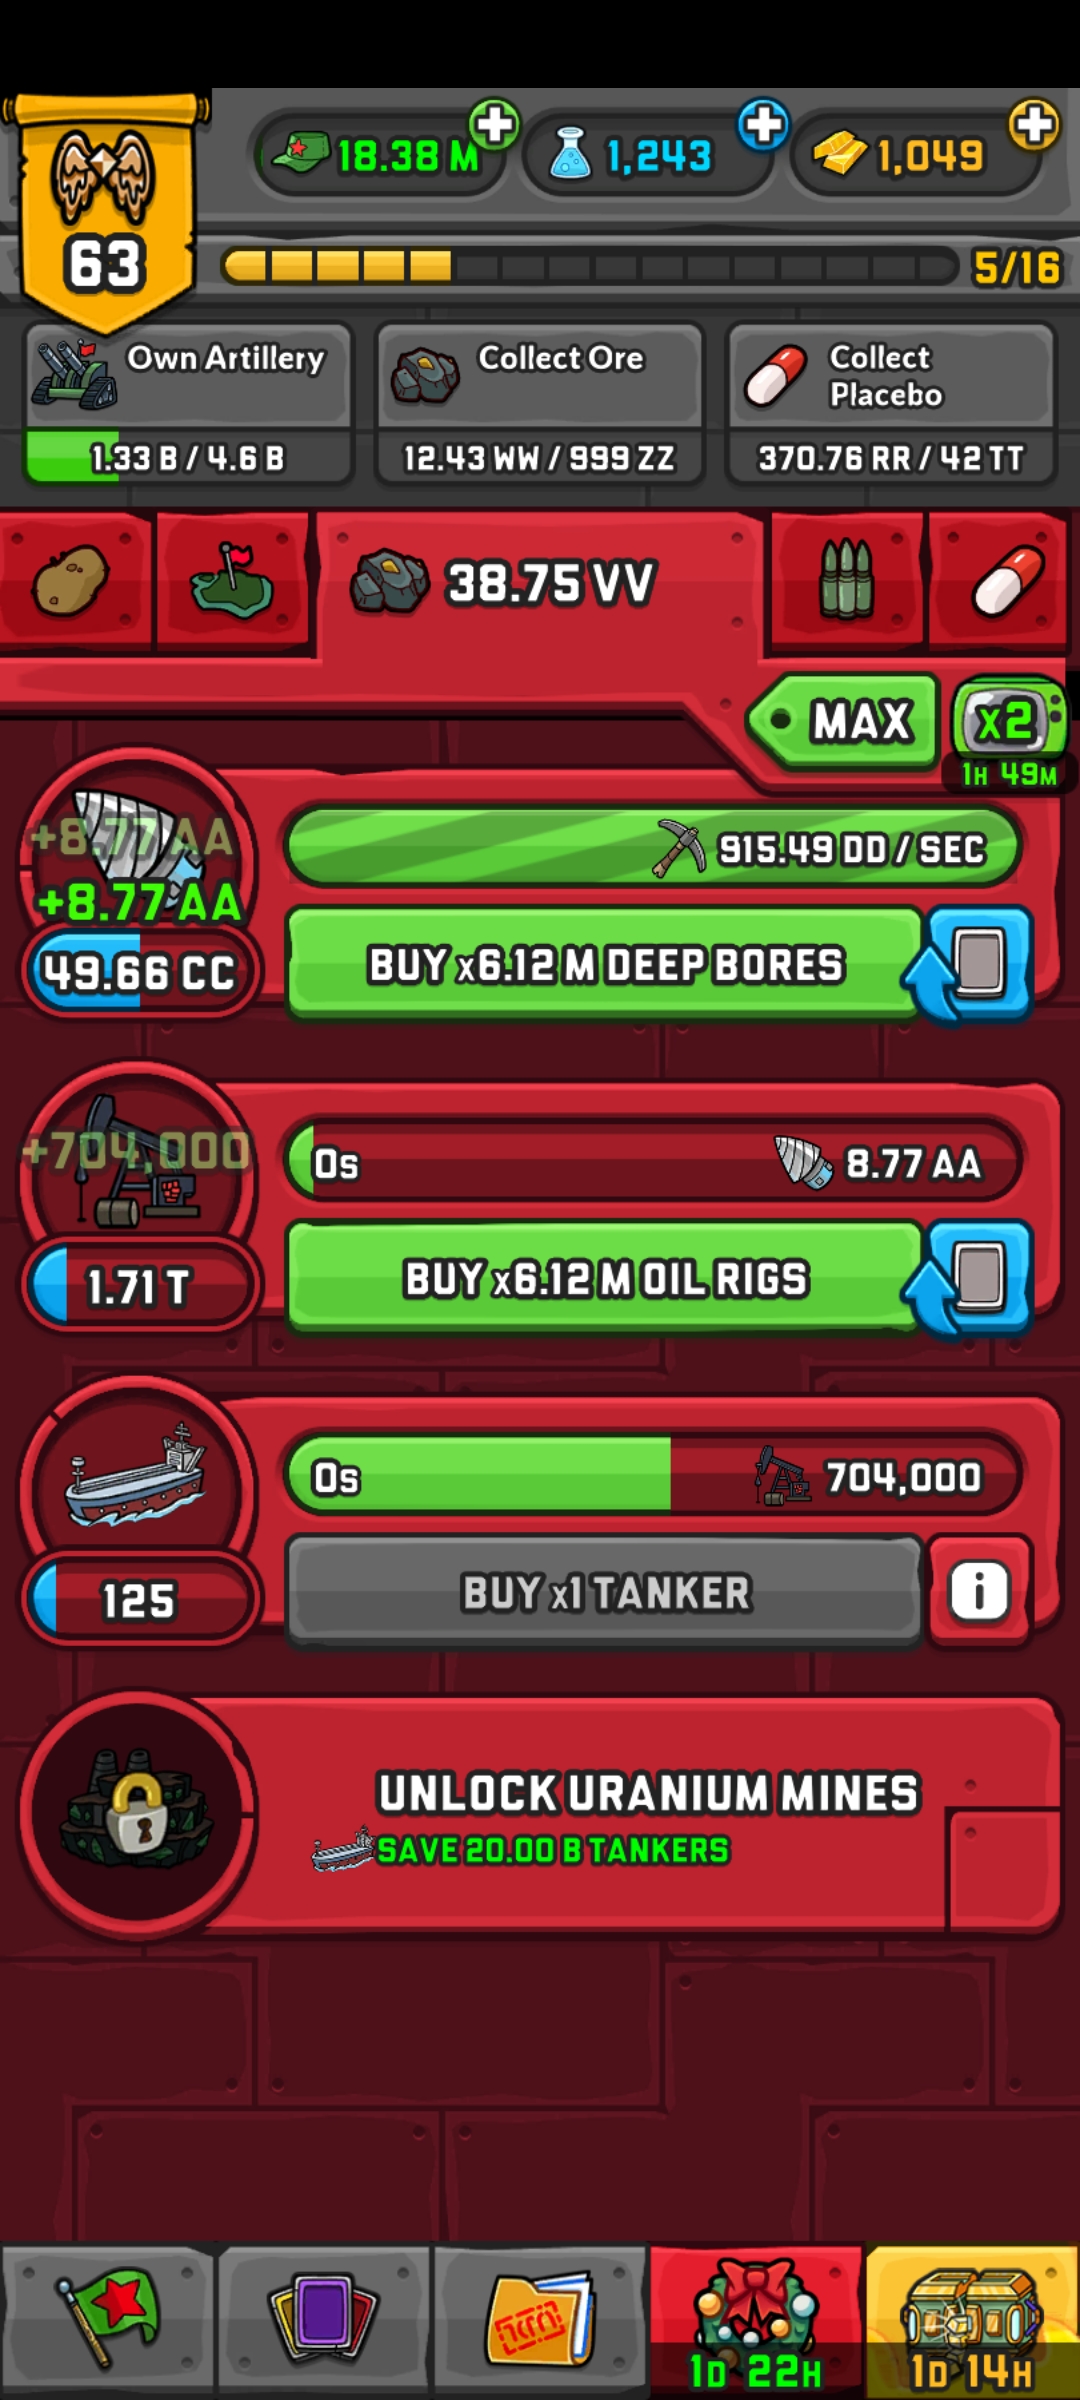 18.38 M
1,243
1,049
63
5/16
Own Artillery
1.33 B / 4.6 B
Collect Ore
12.43 WW / 999 ZZ
Collect
Placebo
370.76 RR / 42 TT
38.75 VV
MAX
x2
1H 49M
+8.77 AA
+8.77 AA
49.66 CC
915.49 DD / SEC
BUY x6.12 M DEEP BORES
+704,000
1.71 T
0s
8.77 AA
BUY x6.12 M OIL RIGS
0s
704,000
125
BUY x1 TANKER
i
UNLOCK URANIUM MINES
SAVE 20.00 B TANKERS
1D 22H
1D 14H